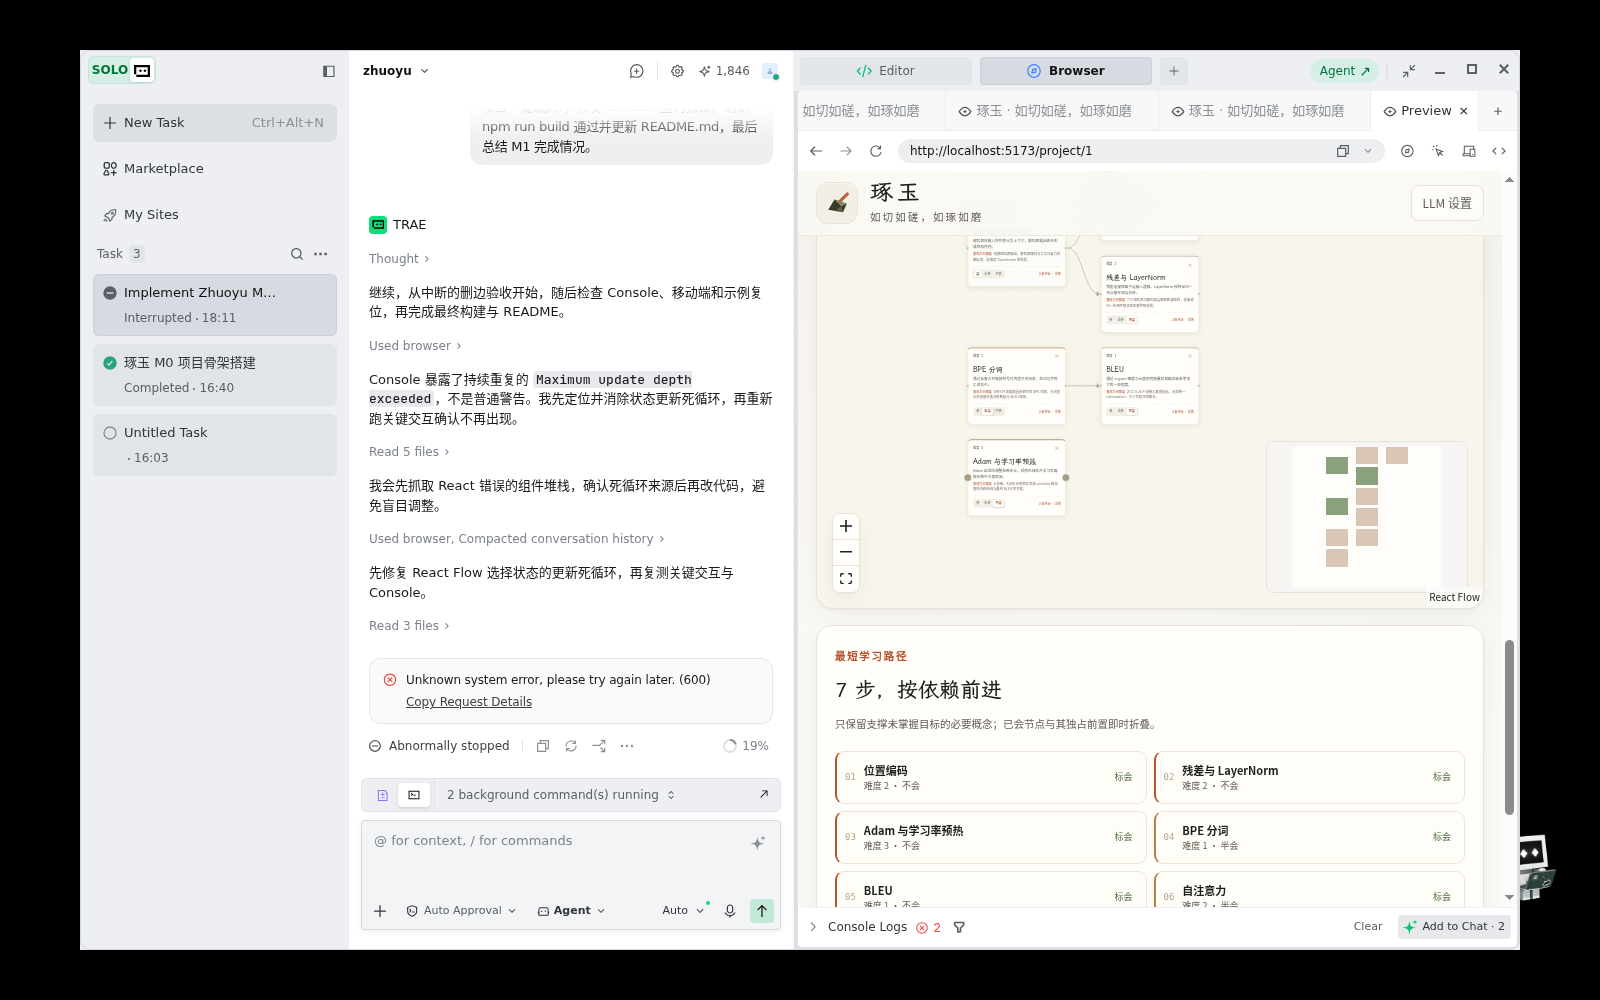 SOLO
New Task Ctrl+Alt+N
Marketplace
My Sites
Task 3
Implement Zhuoyu M...
Interrupted · 18:11
琢玉 M0 项目骨架搭建
Completed · 16:40
Untitled Task
· 16:03
zhuoyu
1,846
npm run build 通过并更新 README.md，最后
总结 M1 完成情况。
TRAE
Thought
继续，从中断的删边验收开始，随后检查 Console、移动端和示例复
位，再完成最终构建与 README。
Used browser
Console 暴露了持续重复的 Maximum update depth
exceeded ，不是普通警告。我先定位并消除状态更新死循环，再重新
跑关键交互确认不再出现。
Read 5 files
我会先抓取 React 错误的组件堆栈，确认死循环来源后再改代码，避
免盲目调整。
Used browser, Compacted conversation history
先修复 React Flow 选择状态的更新死循环，再复测关键交互与
Console。
Read 3 files
Unknown system error, please try again later. (600)
Copy Request Details
Abnormally stopped
19%
2 background command(s) running
@ for context, / for commands
Auto Approval
Agent
Auto
Editor
Browser
Agent
如切如磋，如琢如磨
琢玉 · 如切如磋，如琢如磨
琢玉 · 如切如磋，如琢如磨
Preview
http://localhost:5173/project/1
琢玉
如切如磋，如琢如磨
LLM 设置
残差与 LayerNorm
BPE 分词
BLEU
Adam 与学习率预热
React Flow
最短学习路径
7 步，按依赖前进
只保留支撑未掌握目标的必要概念；已会节点与其独占前置即时折叠。
01 位置编码 标会
难度 2 · 不会
02 残差与 LayerNorm 标会
难度 2 · 不会
03 Adam 与学习率预热 标会
难度 3 · 不会
04 BPE 分词 标会
难度 1 · 半会
05 BLEU 标会
难度 1 · 不会
06 自注意力 标会
难度 2 · 半会
Console Logs 2
Clear
Add to Chat · 2